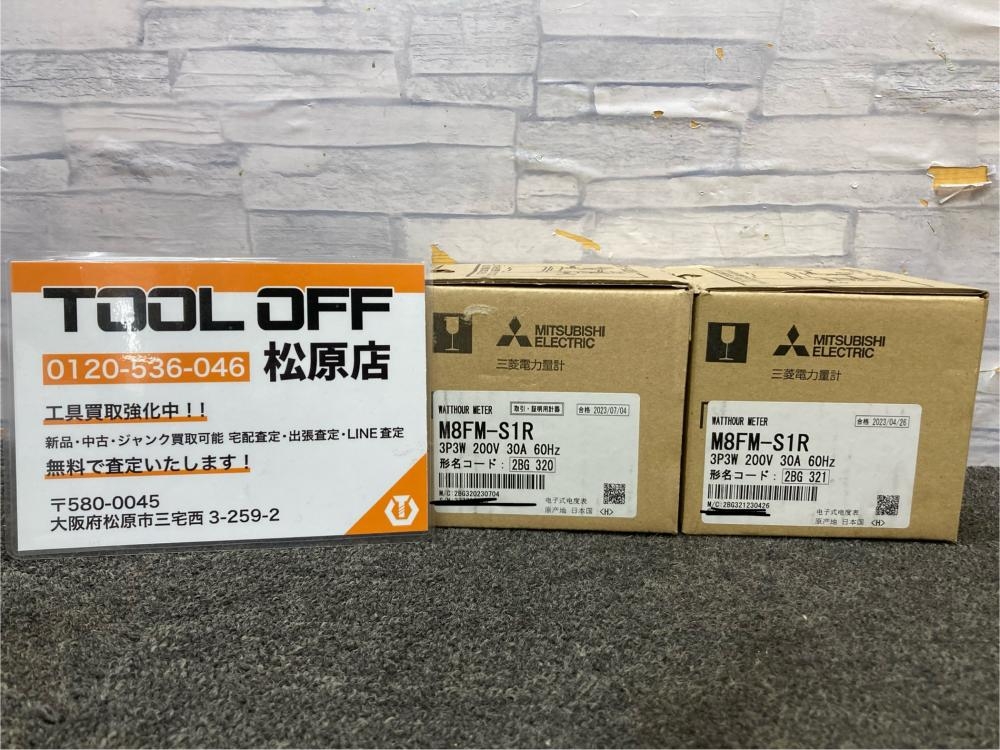 TOOL OFF
0120-536-046 松原店
工具買取強化中!!
新品・中古・ジャンク買取可能 宅配査定・出張査定・LINE査定
無料で査定いたします!
〒580-0045
大阪府松原市三宅西3-259-2
MITSUBISHI
ELECTRIC
三菱電力量計
WATTHOUR METER 取引・証明用計器 合格 2023/07/04
M8FM-S1R
3P3W 200V 30A 60Hz
形名コード: 2BG 320
M/C:2BG320230704
电子式电度表
原産地 日本国 <H>
MITSUBISHI
ELECTRIC
三菱電力量計
WATTHOUR METER 合格 2023/04/26
M8FM-S1R
3P3W 200V 30A 60Hz
形名コード: 2BG 321
M/C:2BG321230426
电子式电度表
原産地 日本国 <H>